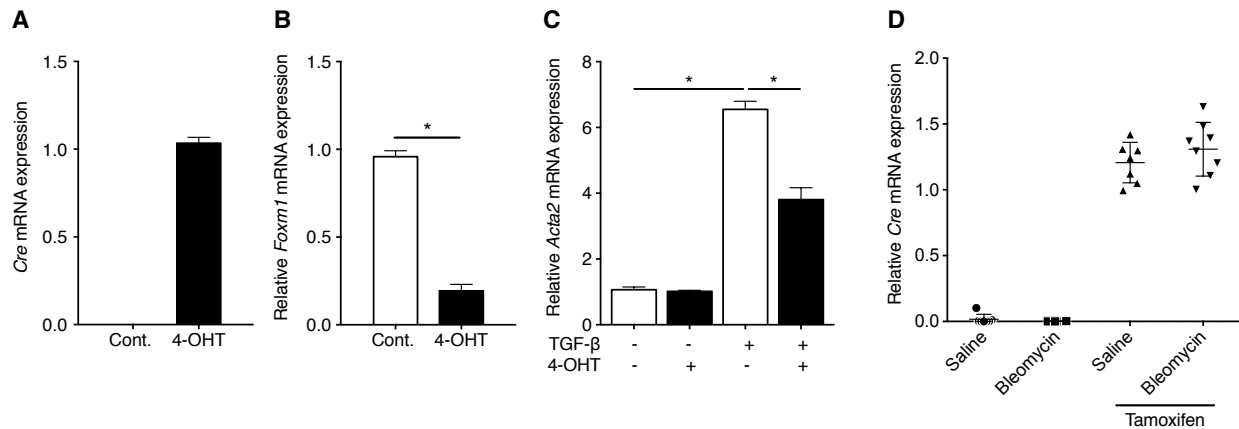 A
Cre mRNA expression
1.5
1.0
0.5
0.0
Cont.
4-OHT
B
Relative Foxm1 mRNA expression
1.5
1.0
0.5
0.0
*
Cont.
4-OHT
C
Relative Acta2 mRNA expression
8
6
4
2
0
*
*
TGF-β - - + +
4-OHT - + - +
D
Relative Cre mRNA expression
2.0
1.5
1.0
0.5
0.0
Saline
Bleomycin
Saline
Bleomycin
Tamoxifen